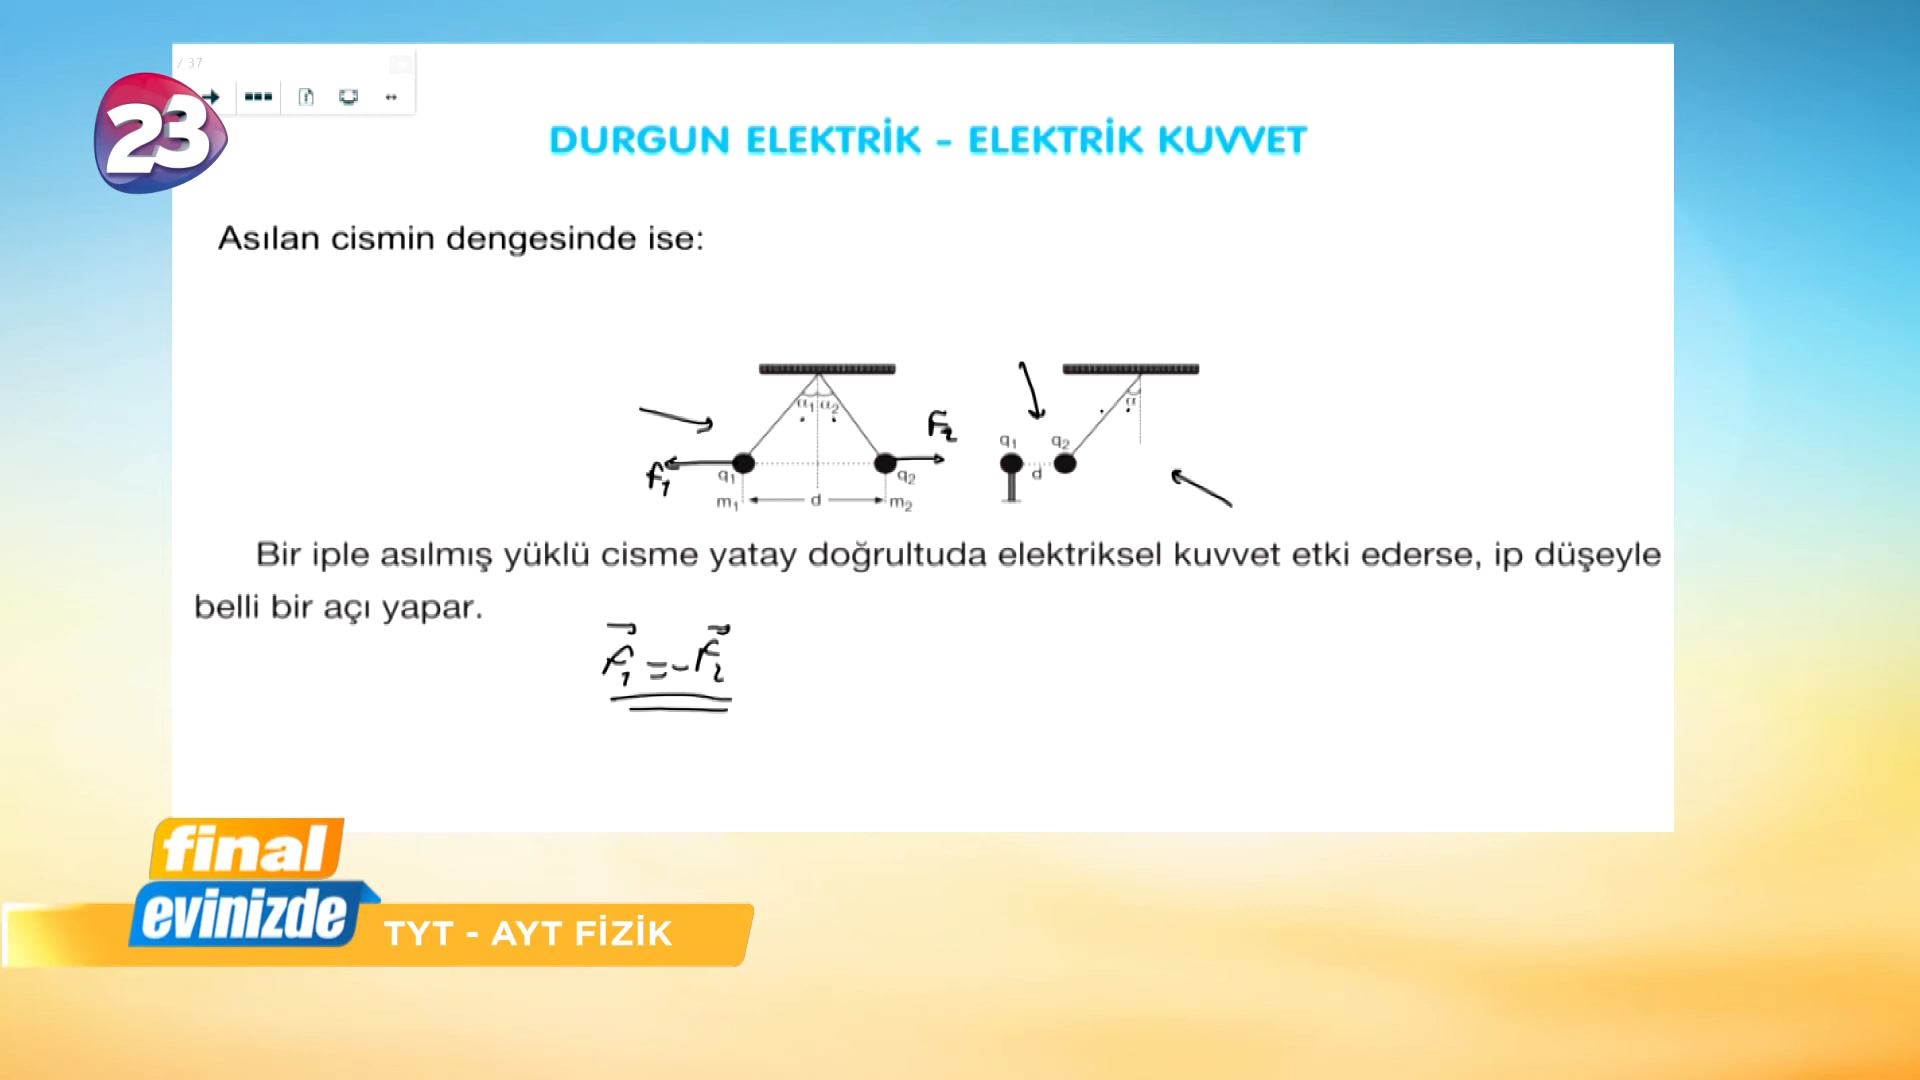 / 37
23
DURGUN ELEKTRİK - ELEKTRİK KUVVET
Asılan cismin dengesinde ise:
α1 α2
α
F2
F1
q1
q2
q1
q2
d
m1
d
m2
Bir iple asılmış yüklü cisme yatay doğrultuda elektriksel kuvvet etki ederse, ip düşeyle
belli bir açı yapar.
F1 = -F2
final
evinizde
TYT - AYT FİZİK